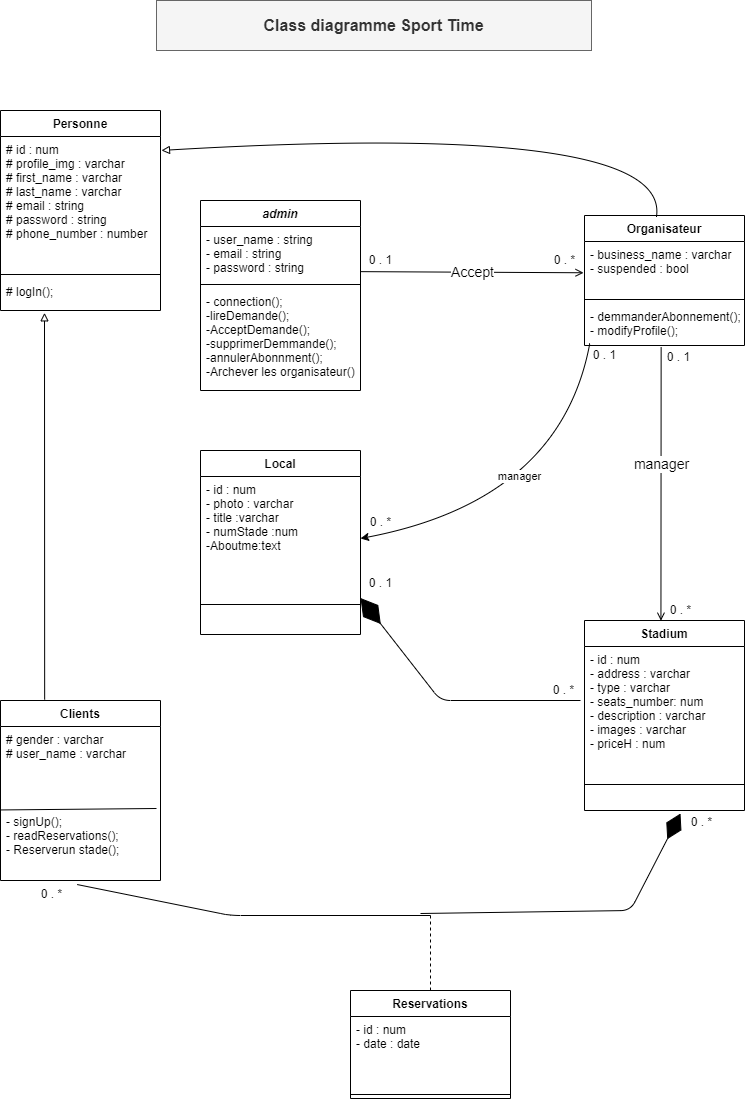 Class diagramme Sport Time
Personne
# id : num
# profile_img : varchar
# first_name : varchar
# last_name : varchar
# email : string
# password : string
# phone_number : number
# logIn();
admin
- user_name : string
- email : string
- password : string
- connection();
-lireDemande();
-AcceptDemande();
-supprimerDemmande();
-annulerAbonnment();
-Archever les organisateur()
0 . 1
Accept
0 . *
Organisateur
- business_name : varchar
- suspended : bool
- demmanderAbonnement();
- modifyProfile();
0 . 1
0 . 1
manager
manager
Local
- id : num
- photo : varchar
- title :varchar
- numStade :num
-Aboutme:text
0 . *
0 . 1
0 . *
0 . *
Stadium
- id : num
- address : varchar
- type : varchar
- seats_number: num
- description : varchar
- images : varchar
- priceH : num
0 . *
Clients
# gender : varchar
# user_name : varchar
- signUp();
- readReservations();
- Reserverun stade();
0 . *
Reservations
- id : num
- date : date